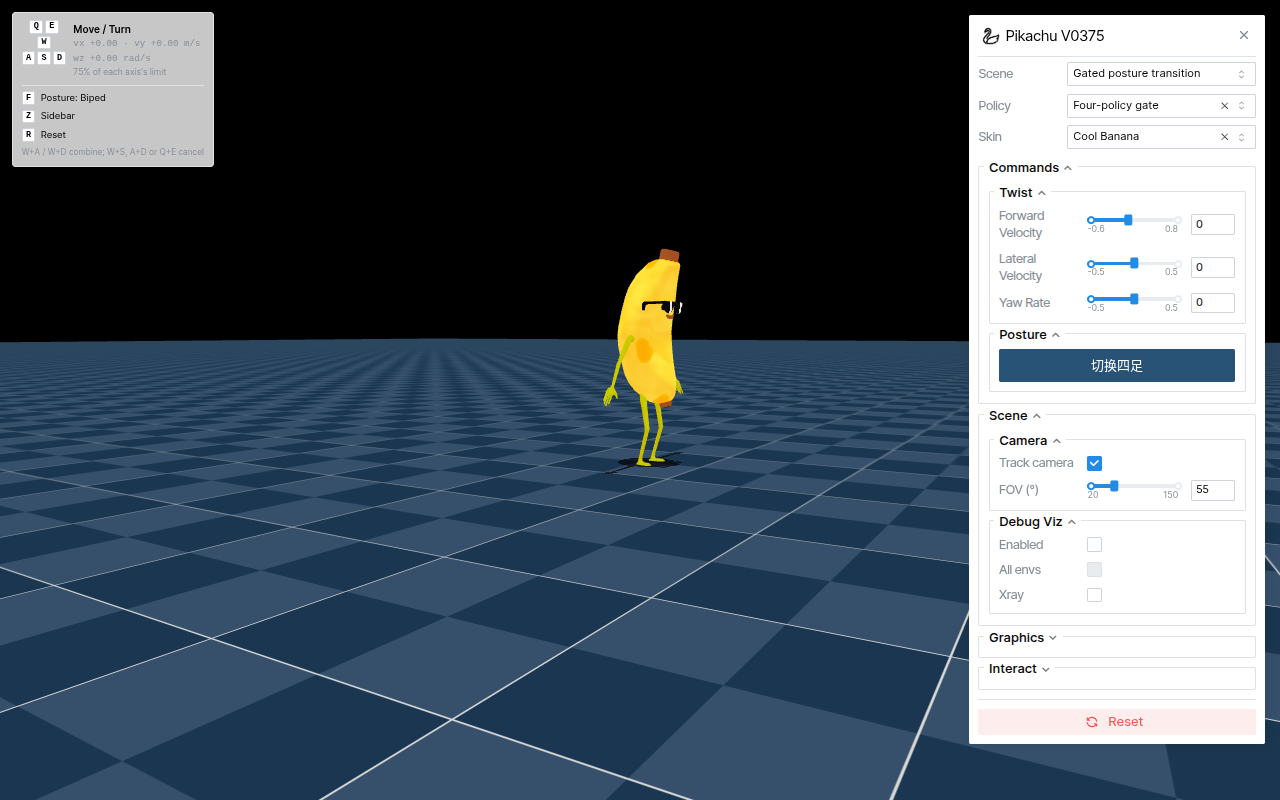 Q E
W
A S D
Move / Turn
vx +0.00 · vy +0.00 m/s
wz +0.00 rad/s
75% of each axis's limit
F Posture: Biped
Z Sidebar
R Reset
W+A / W+D combine; W+S, A+D or Q+E cancel
Pikachu V0375
Scene Gated posture transition
Policy Four-policy gate
Skin Cool Banana
Commands
Twist
Forward Velocity 0
-0.6 0.8
Lateral Velocity 0
-0.5 0.5
Yaw Rate 0
-0.5 0.5
Posture
切换四足
Scene
Camera
Track camera
FOV (°) 55
20 150
Debug Viz
Enabled
All envs
Xray
Graphics
Interact
Reset